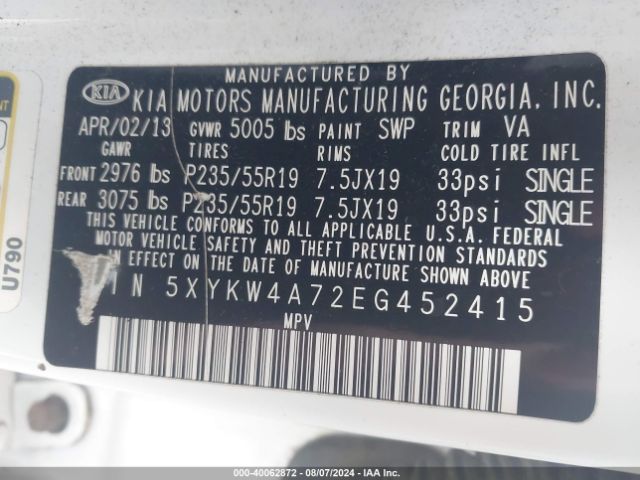 MANUFACTURED BY
KIA KIA MOTORS MANUFACTURING GEORGIA, INC.
APR/02/13 GVWR 5005 lbs PAINT SWP TRIM VA
GAWR TIRES RIMS COLD TIRE INFL
FRONT 2976 lbs P235/55R19 7.5JX19 33psi SINGLE
REAR 3075 lbs P235/55R19 7.5JX19 33psi SINGLE
THIS VEHICLE CONFORMS TO ALL APPLICABLE U.S.A. FEDERAL
MOTOR VEHICLE SAFETY AND THEFT PREVENTION STANDARDS
IN EFFECT ON THE DATE OF MANUFACTURE SHOWN ABOVE
IN 5XYKW4A72EG452415
MPV
U790
000-40062872 - 08/07/2024 - IAA Inc.